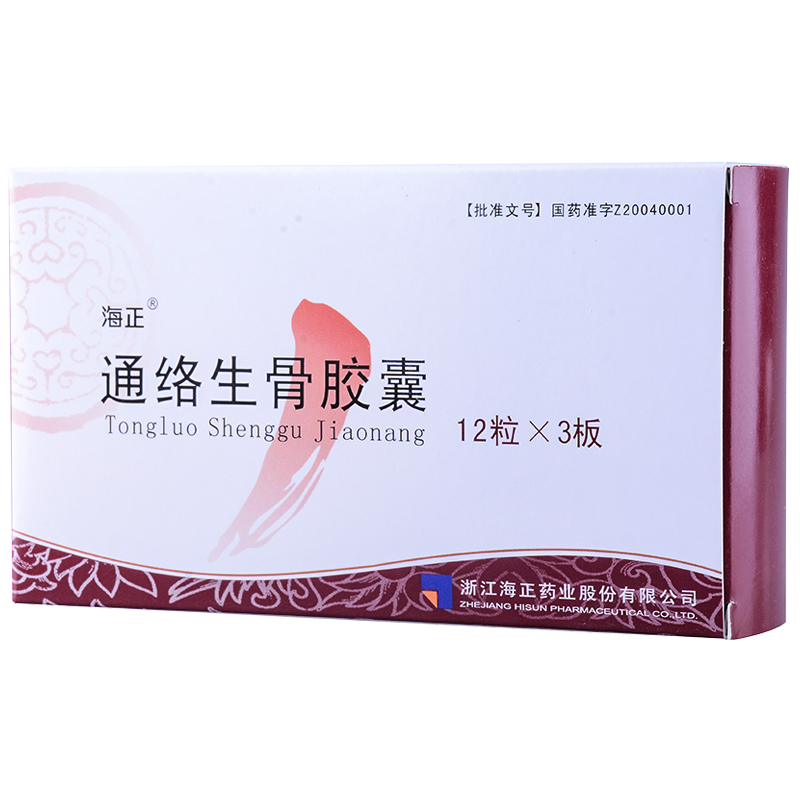 【批准文号】国药准字Z20040001
海正®
通络生骨胶囊
Tongluo Shenggu Jiaonang
12粒×3板
浙江海正药业股份有限公司
ZHEJIANG HISUN PHARMACEUTICAL CO.,LTD.